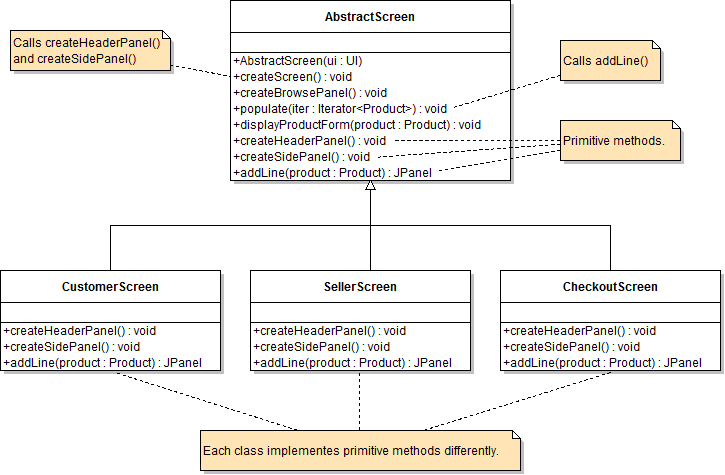 AbstractScreen
Calls createHeaderPanel()
and createSidePanel()
+AbstractScreen(ui : UI)
+createScreen() : void
+createBrowsePanel() : void
+populate(iter : Iterator<Product>) : void
+displayProductForm(product : Product) : void
+createHeaderPanel() : void
+createSidePanel() : void
+addLine(product : Product) : JPanel
Calls addLine()
Primitive methods.
CustomerScreen
+createHeaderPanel() : void
+createSidePanel() : void
+addLine(product : Product) : JPanel
SellerScreen
+createHeaderPanel() : void
+createSidePanel() : void
+addLine(product : Product) : JPanel
CheckoutScreen
+createHeaderPanel() : void
+createSidePanel() : void
+addLine(product : Product) : JPanel
Each class implementes primitive methods differently.